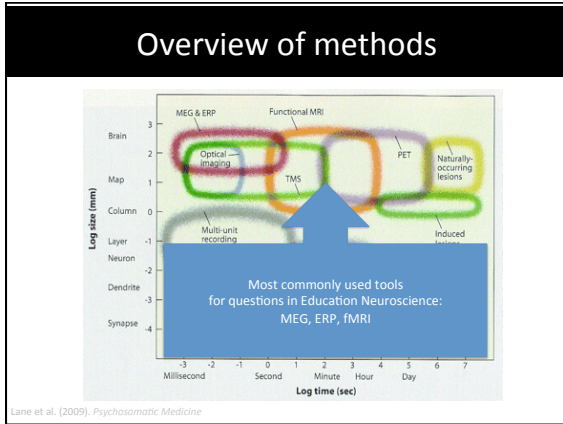 Overview of methods
MEG & ERP
Functional MRI
Brain
3
Optical
imaging
PET
Naturally-
occurring
lesions
2
TMS
Map
1
Column
0
Multi-unit
recording
Induced
Layer
-1
Neuron
-2
Dendrite
-3
Synapse
-4
Log size (mm)
Most commonly used tools
for questions in Education Neuroscience:
MEG, ERP, fMRI
-3 -2 -1 0 1 2 3 4 5 6 7
Millisecond Second Minute Hour Day
Log time (sec)
Lane et al. (2009). Psychosomatic Medicine